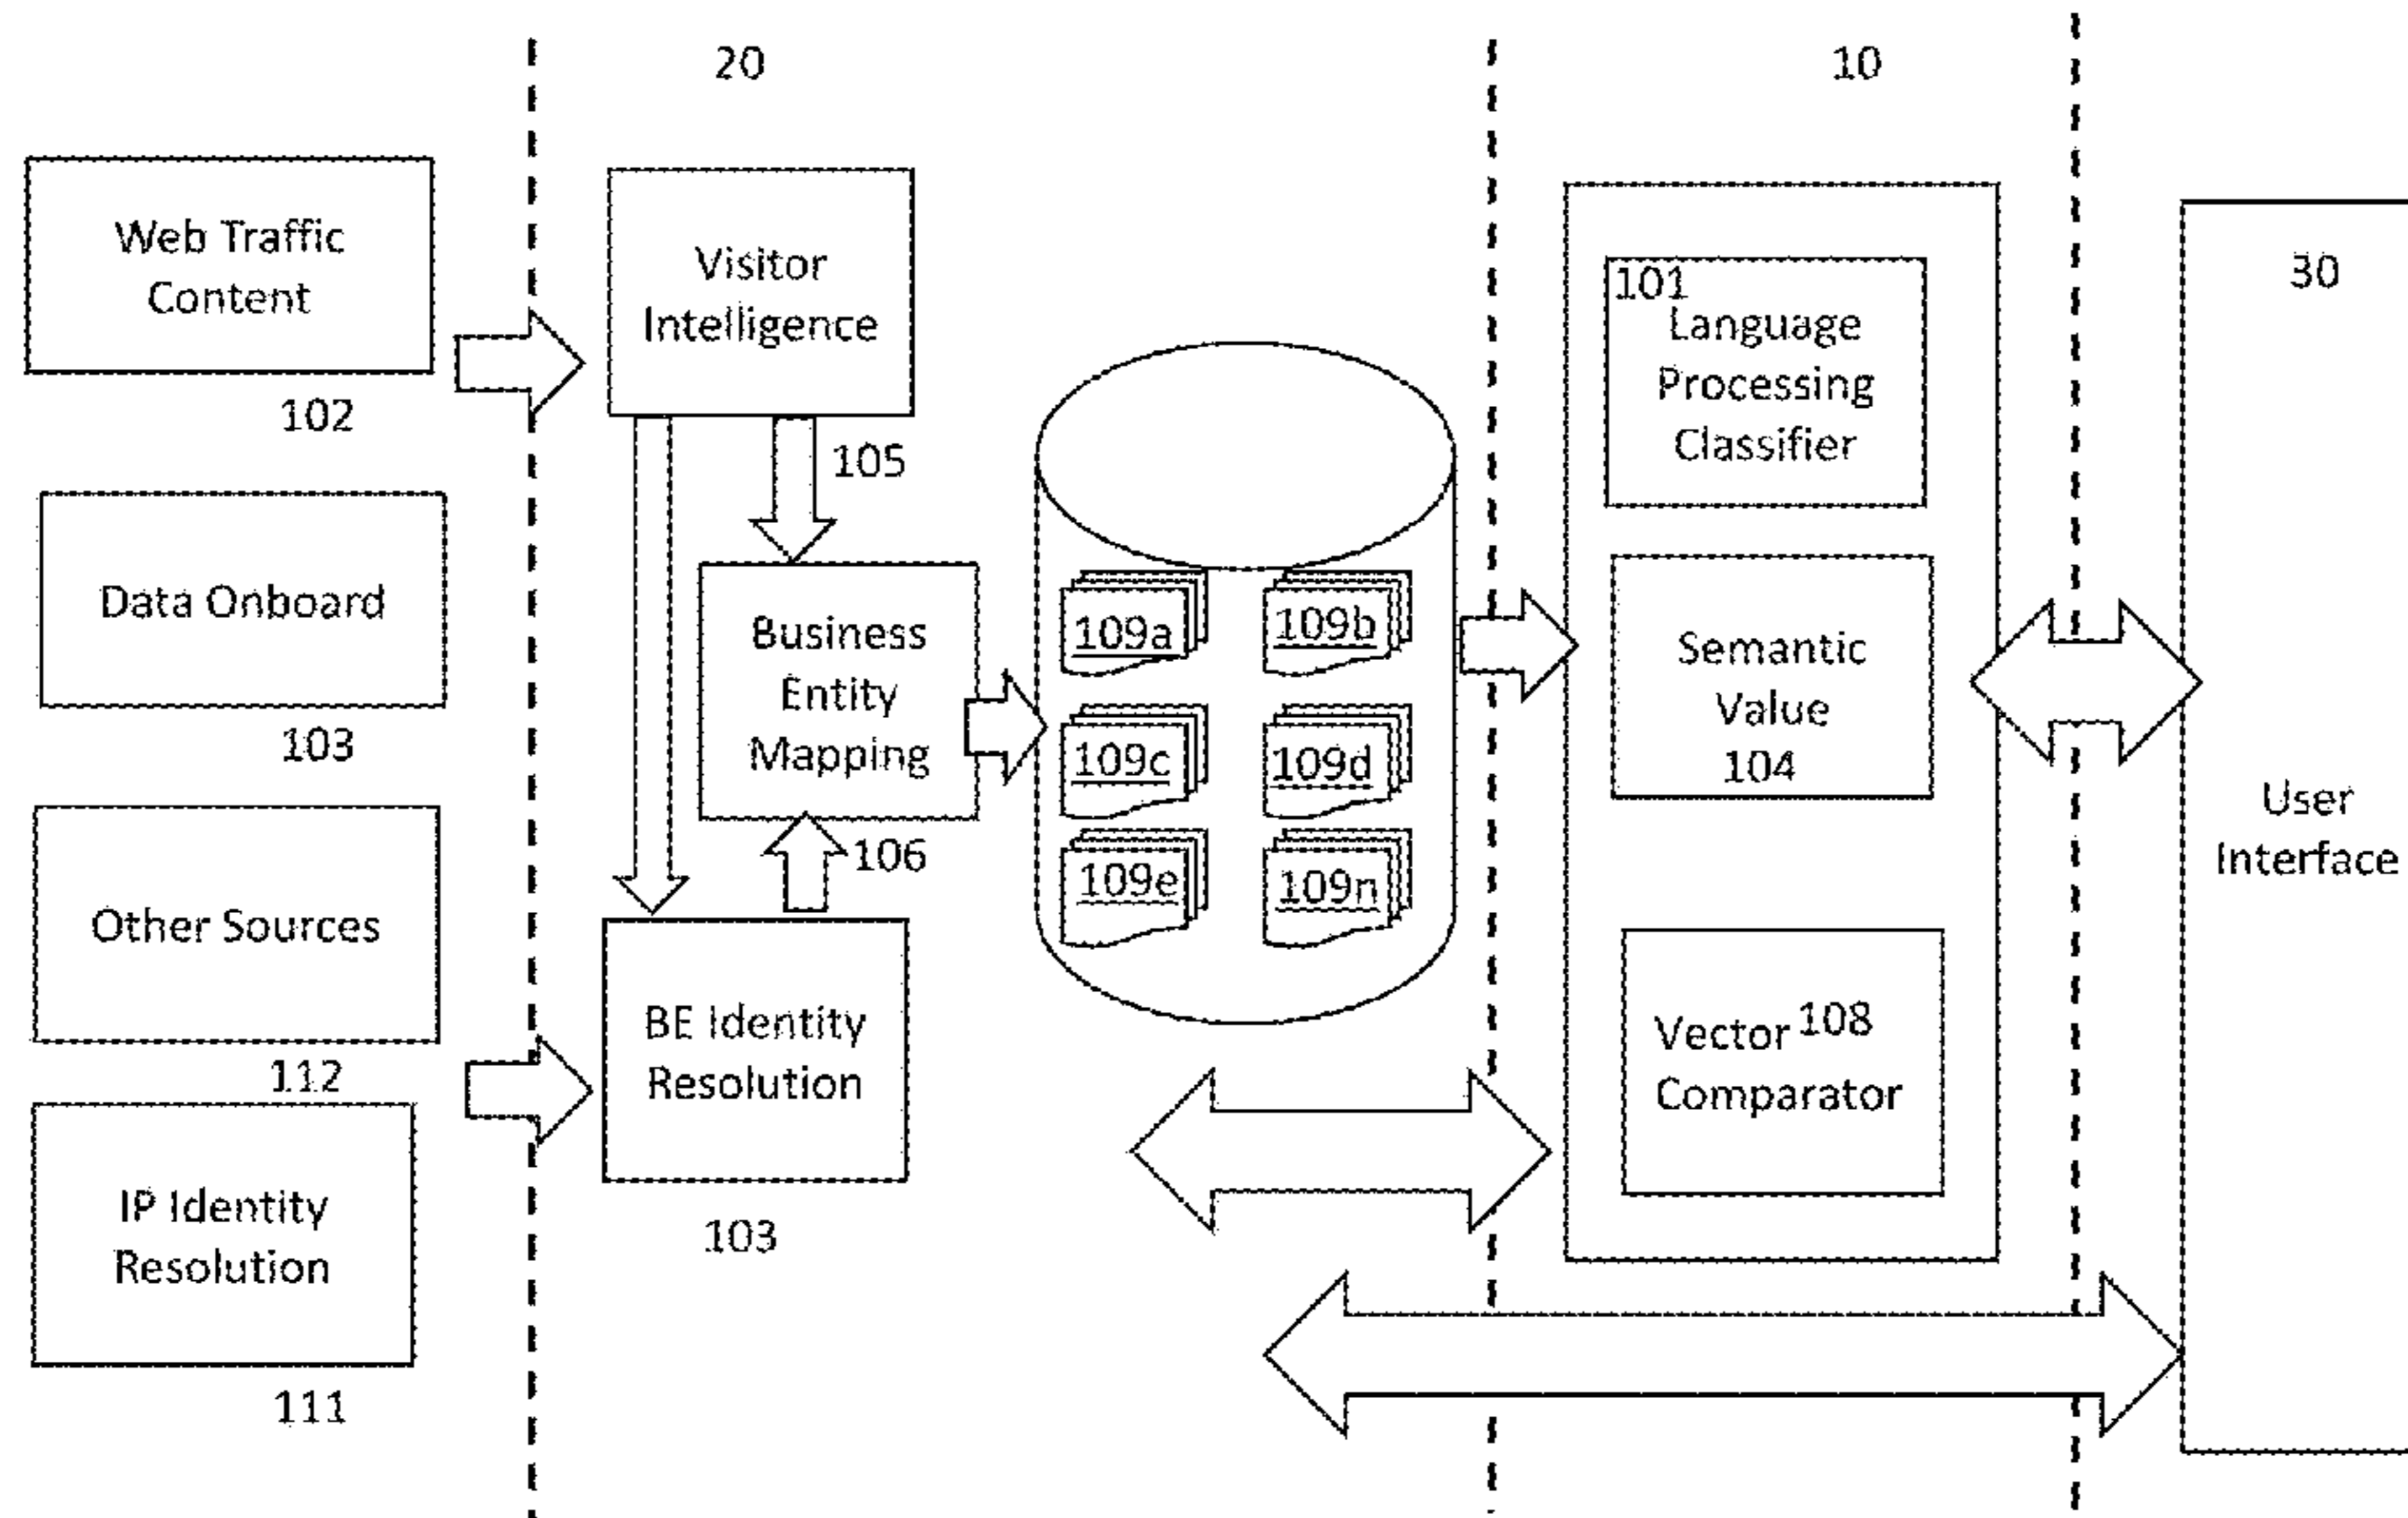 20
10
Web Traffic
Content
102
Data Onboard
103
Other Sources
112
IP Identity
Resolution
111
Visitor
Intelligence
105
Business
Entity
Mapping
106
BE Identity
Resolution
103
109a
109b
109c
109d
109e
109n
101
Language
Processing
Classifier
Semantic
Value
104
Vector 108
Comparator
30
User
Interface